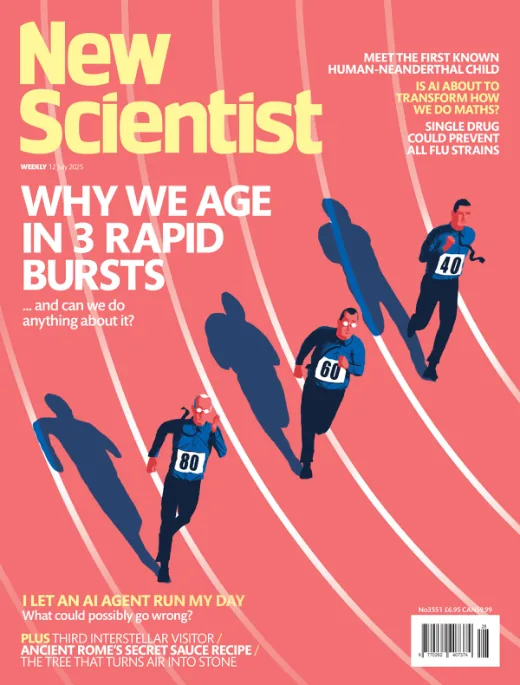 New
Scientist
WEEKLY 12 July 2025
MEET THE FIRST KNOWN
HUMAN-NEANDERTHAL CHILD
IS AI ABOUT TO
TRANSFORM HOW
WE DO MATHS?
SINGLE DRUG
COULD PREVENT
ALL FLU STRAINS
WHY WE AGE
IN 3 RAPID
BURSTS
... and can we do
anything about it?
40
60
80
I LET AN AI AGENT RUN MY DAY
What could possibly go wrong?
PLUS THIRD INTERSTELLAR VISITOR /
ANCIENT ROME'S SECRET SAUCE RECIPE /
THE TREE THAT TURNS AIR INTO STONE
No3551 £6.95 CAN$9.99
28
9 770262 407374